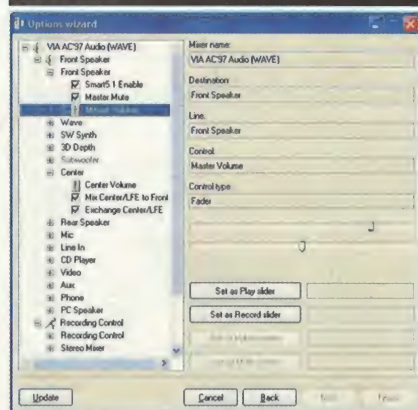 Options wizard
VIA AC'97 Audio (WAVE)
Front Speaker
Front Speaker
Smart5.1 Enable
Master Mute
Master Volume
Wave
SW Synth
3D Depth
Subwoofer
Center
Center Volume
Mix Center/LFE to Front
Exchange Center/LFE
Rear Speaker
Mic
Line In
CD Player
Video
Aux
Phone
PC Speaker
Recording Control
Recording Control
Stereo Mixer
Mixer name:
VIA AC'97 Audio (WAVE)
Destination
Front Speaker
Line.
Front Speaker
Control.
Master Volume
Control type
Fader
Set as Play slider
Set as Record slider
Update
Cancel
Back